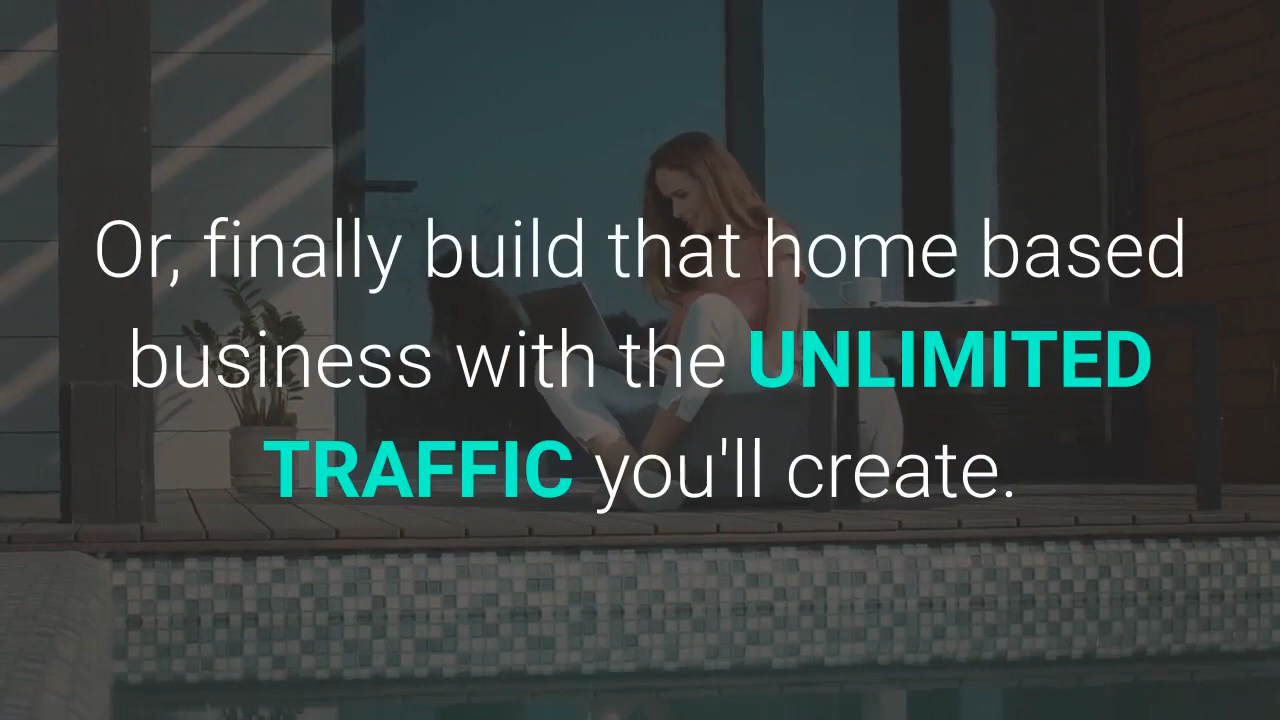 Or, finally build that home based
business with the UNLIMITED
TRAFFIC you'll create.